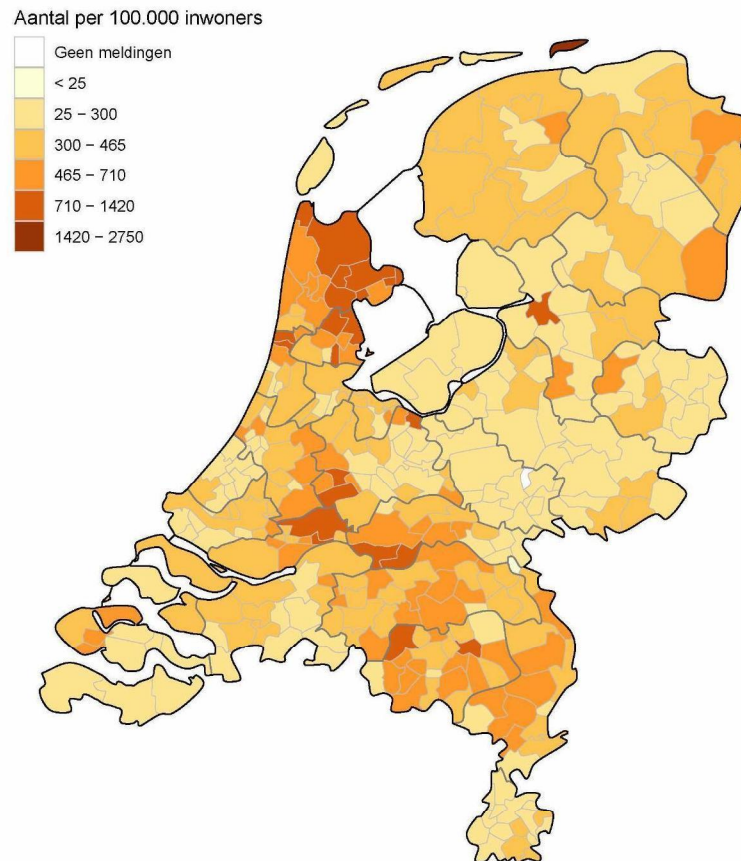 Aantal per 100.000 inwoners
Geen meldingen
< 25
25 – 300
300 – 465
465 – 710
710 – 1420
1420 – 2750